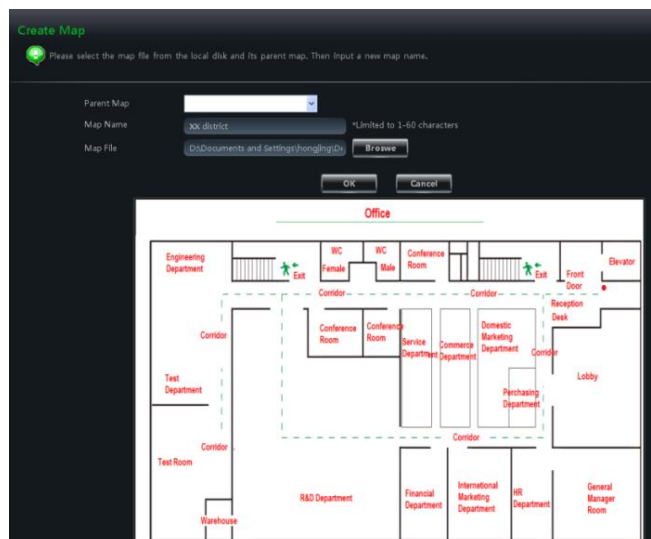 Create Map
Please select the map file from the local disk and its parent map. Then input a new map name.
Parent Map
Map Name
XX district
*Limited to 1-60 characters
Map File
D:\Documents and Settings\hongjing\De
Broswe
OK
Cancel
Office
Engineering
Department
Exit
WC
Female
WC
Male
Conference
Room
Exit
Front
Door
Elevator
Corridor
Corridor
Reception
Desk
Corridor
Conference
Room
Conference
Room
Service
Department
Commerce
Department
Domestic
Marketing
Department
Corridor
Lobby
Test
Department
Perchasing
Department
Corridor
Corridor
Test Room
R&D Department
Financial
Department
International
Marketing
Department
HR
Department
General
Manager
Room
Warehouse